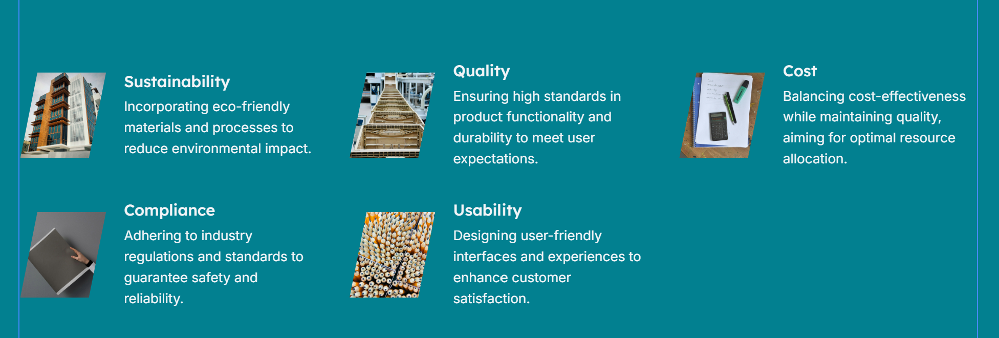 Sustainability
Incorporating eco-friendly
materials and processes to
reduce environmental impact.
Quality
Ensuring high standards in
product functionality and
durability to meet user
expectations.
Cost
Balancing cost-effectiveness
while maintaining quality,
aiming for optimal resource
allocation.
Compliance
Adhering to industry
regulations and standards to
guarantee safety and
reliability.
Usability
Designing user-friendly
interfaces and experiences to
enhance customer
satisfaction.